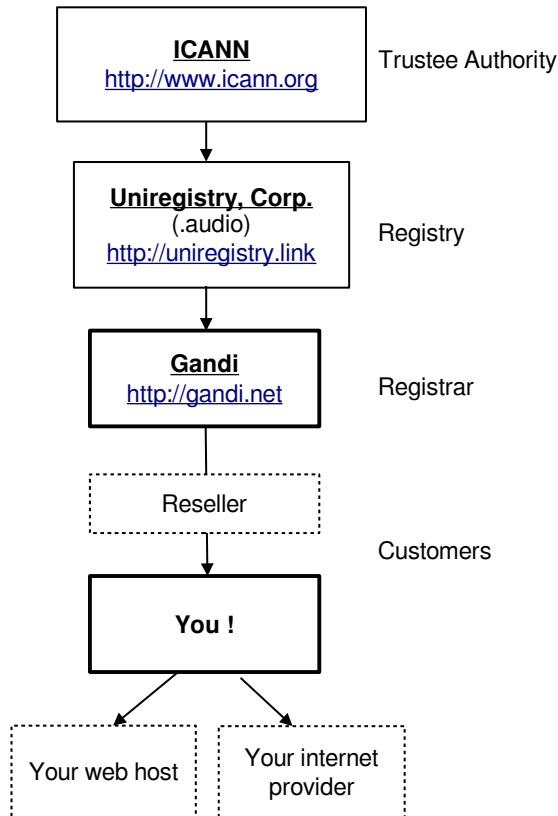 ICANN
http://www.icann.org
Trustee Authority
Uniregistry, Corp.
(.audio)
http://uniregistry.link
Registry
Gandi
http://gandi.net
Registrar
Reseller
Customers
You !
Your web host
Your internet
provider